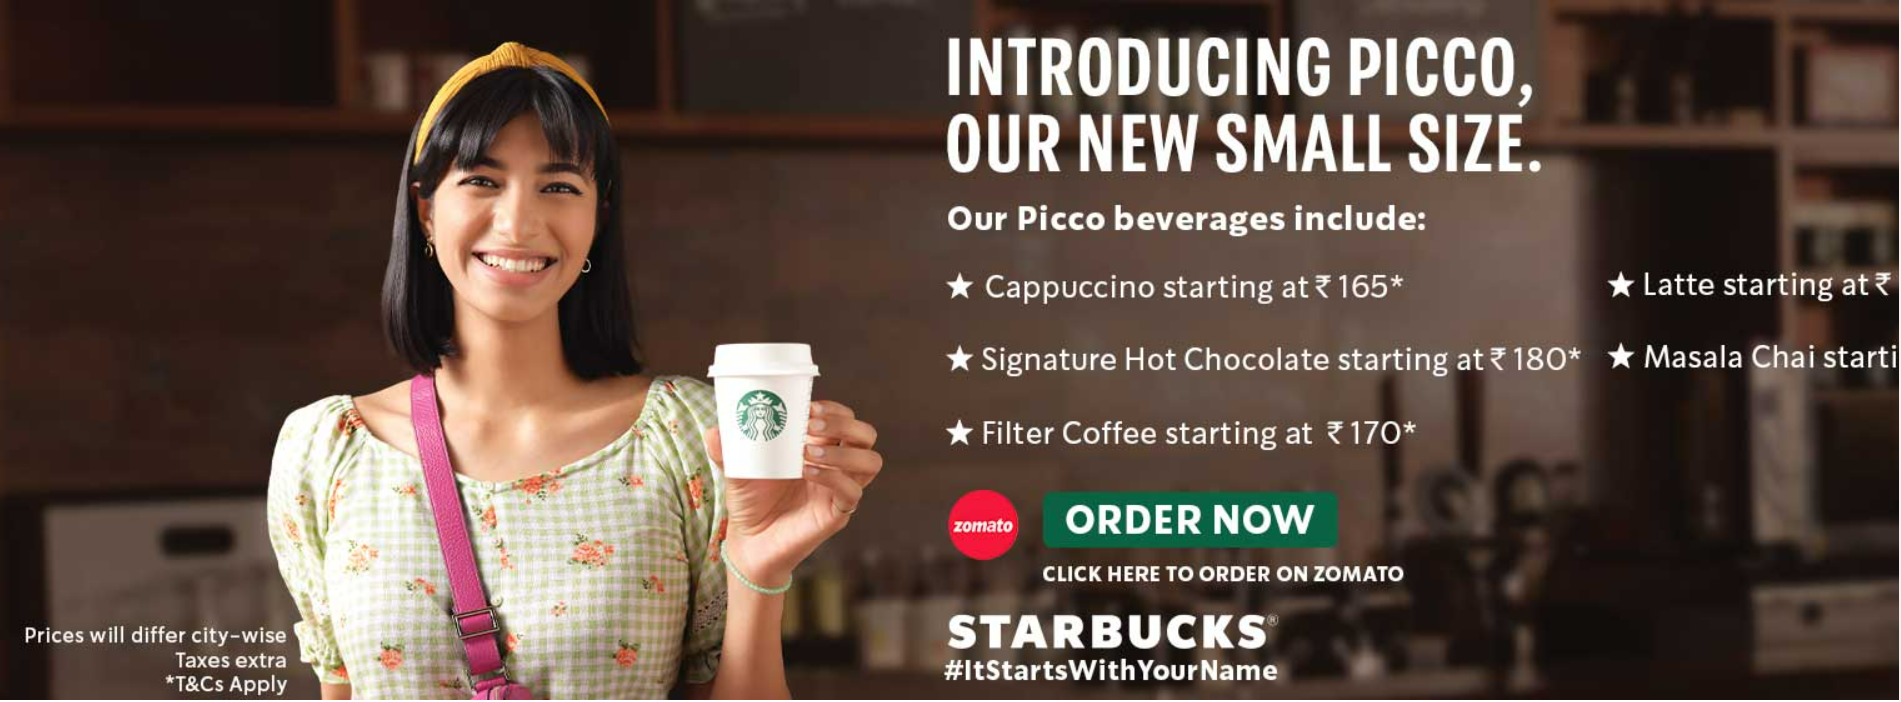 INTRODUCING PICCO,
OUR NEW SMALL SIZE.
Our Picco beverages include:
★ Cappuccino starting at ₹ 165*
★ Latte starting at ₹
★ Signature Hot Chocolate starting at ₹ 180*
★ Masala Chai starti
★ Filter Coffee starting at ₹ 170*
zomato
ORDER NOW
CLICK HERE TO ORDER ON ZOMATO
STARBUCKS®
#ItStartsWithYourName
Prices will differ city-wise
Taxes extra
*T&Cs Apply